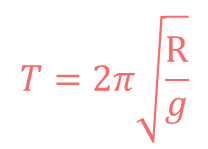 T = 2π √(R/g)